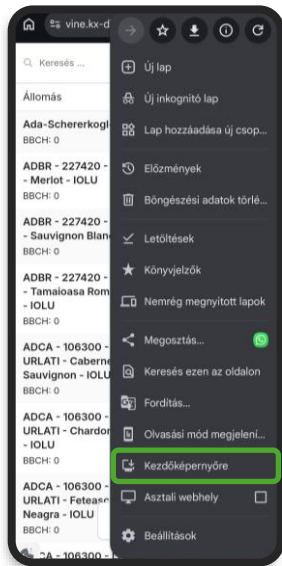 vine.kx-d
Keresés ...
Állomás
Ada-Schererkogl
BBCH: 0
ADBR - 227420 -
- Merlot - IOLU
BBCH: 0
ADBR - 227420 -
- Sauvignon Blan
BBCH: 0
ADBR - 227420 -
- Tamaioasa Rom
- IOLU
BBCH: 0
ADCA - 106300 -
URLATI - Caberne
Sauvignon - IOLU
BBCH: 0
ADCA - 106300 -
URLATI - Chardor
- IOLU
BBCH: 0
ADCA - 106300 -
URLATI - Feteasc
Neagra - IOLU
BBCH: 0
CA - 106300 -
Új lap
Új inkognitó lap
Lap hozzáadása új csop...
Előzmények
Böngészési adatok törlé...
Letöltések
Könyvjelzők
Nemrég megnyitott lapok
Megosztás...
Keresés ezen az oldalon
Fordítás...
Olvasási mód megjelení...
Kezdőképernyőre
Asztali webhely
Beállítások